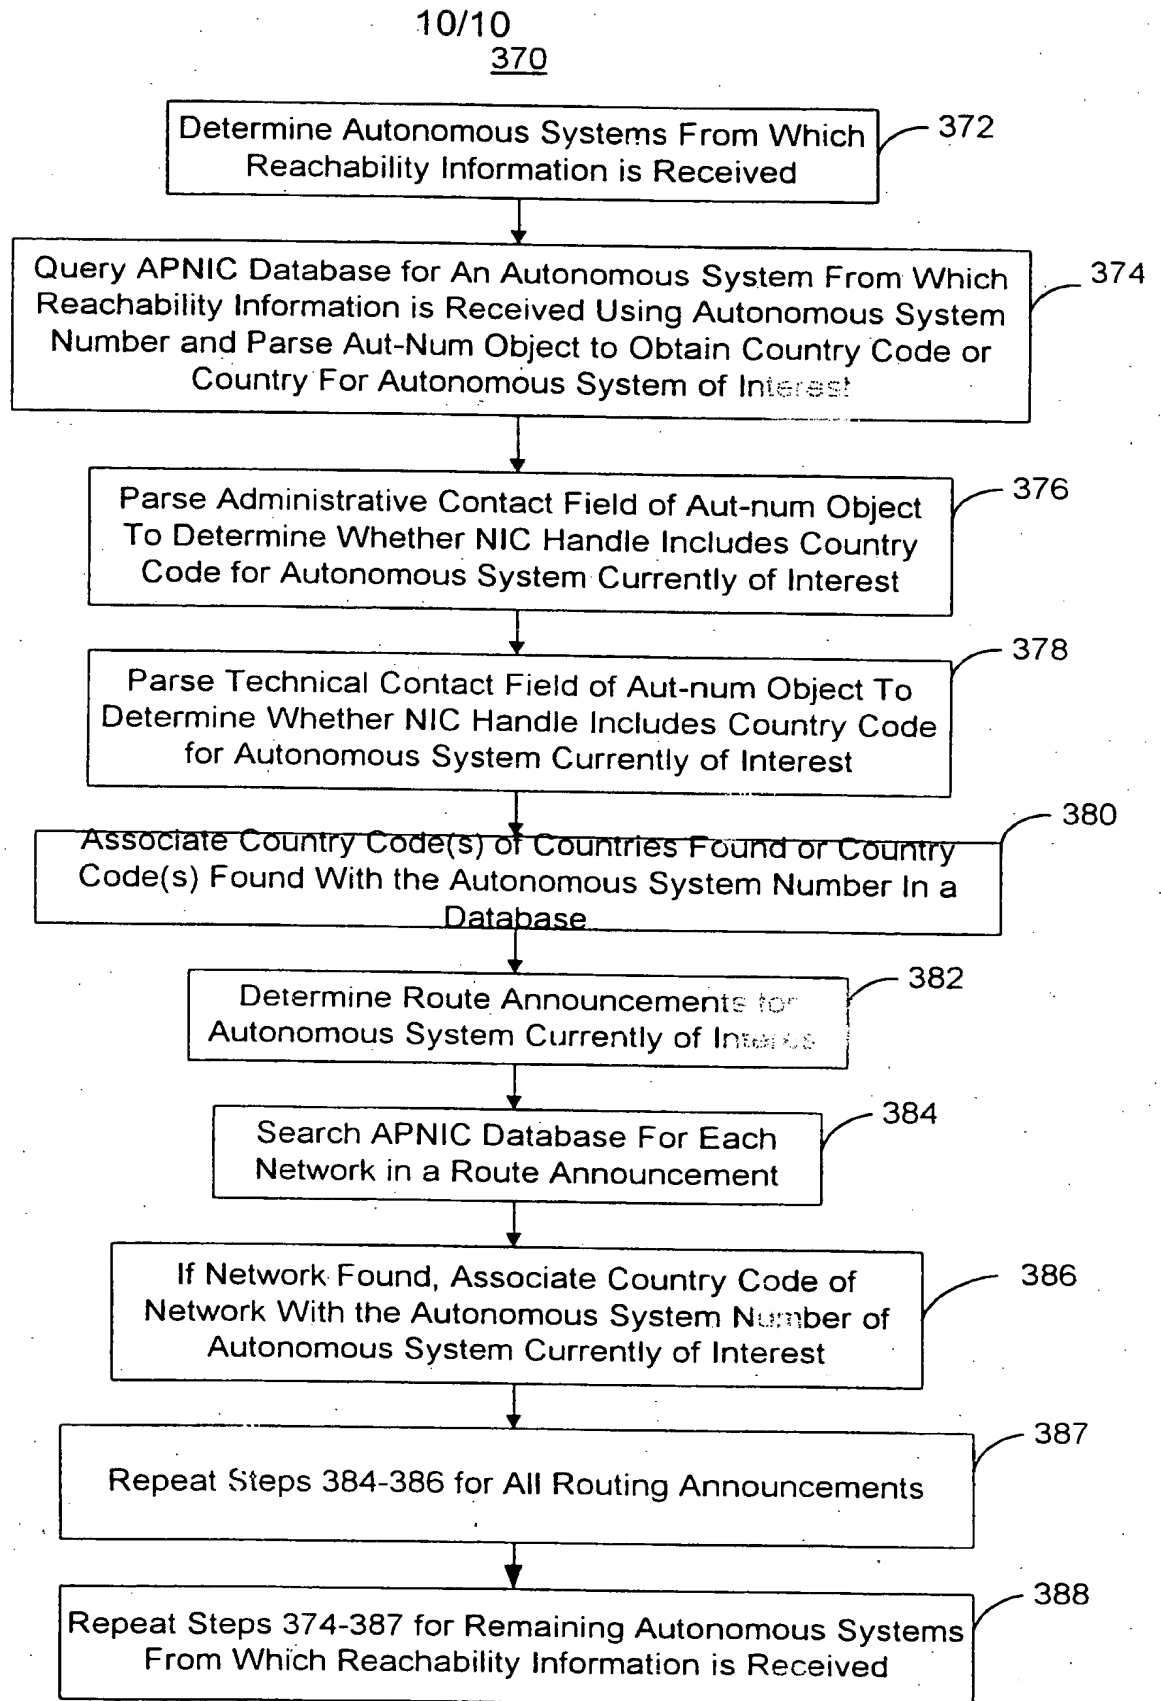 10/10
370
Determine Autonomous Systems From Which
Reachability Information is Received
372
Query APNIC Database for An Autonomous System From Which
Reachability Information is Received Using Autonomous System
Number and Parse Aut-Num Object to Obtain Country Code or
Country For Autonomous System of Interest
374
Parse Administrative Contact Field of Aut-num Object
To Determine Whether NIC Handle Includes Country
Code for Autonomous System Currently of Interest
376
Parse Technical Contact Field of Aut-num Object To
Determine Whether NIC Handle Includes Country Code
for Autonomous System Currently of Interest
378
Associate Country Code(s) of Countries Found or Country
Code(s) Found With the Autonomous System Number In a
Database
380
Determine Route Announcements for
Autonomous System Currently of Interes
382
Search APNIC Database For Each
Network in a Route Announcement
384
If Network Found, Associate Country Code of
Network With the Autonomous System Number of
Autonomous System Currently of Interest
386
Repeat Steps 384-386 for All Routing Announcements
387
Repeat Steps 374-387 for Remaining Autonomous Systems
From Which Reachability Information is Received
388